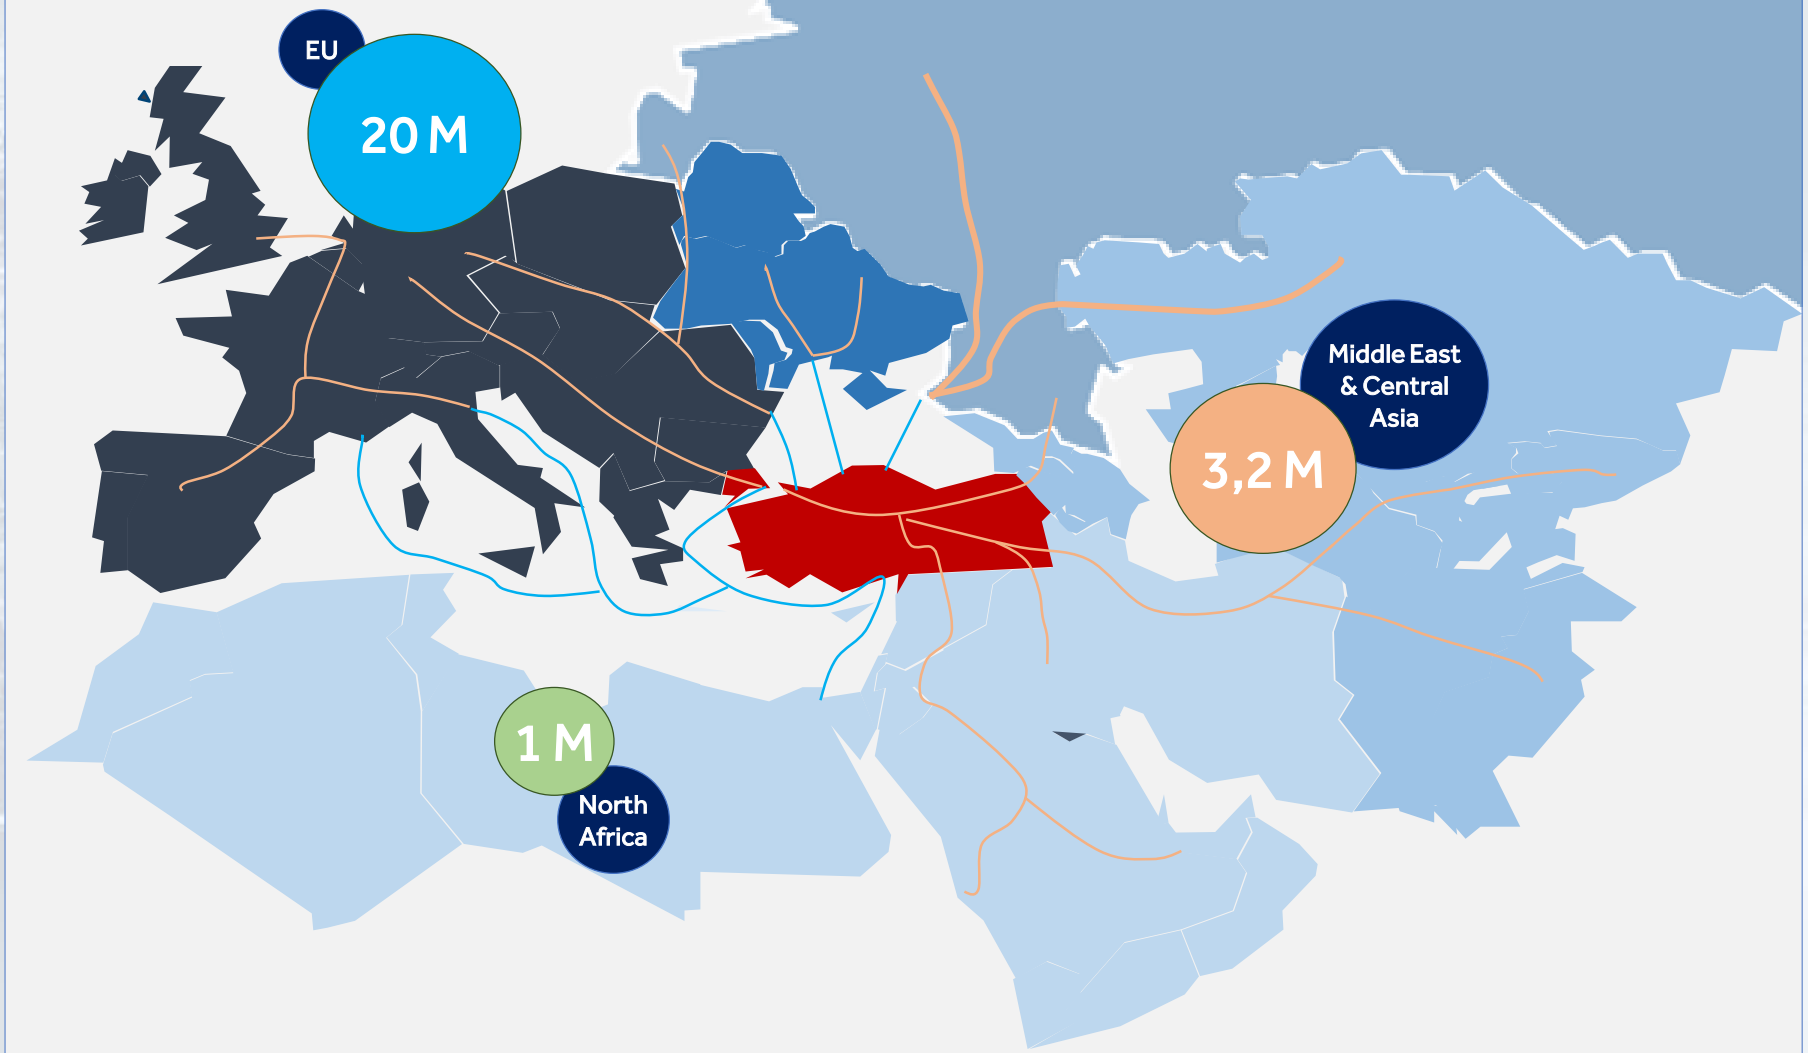 EU
20 M
Middle East
& Central
Asia
3,2 M
1 M
North
Africa